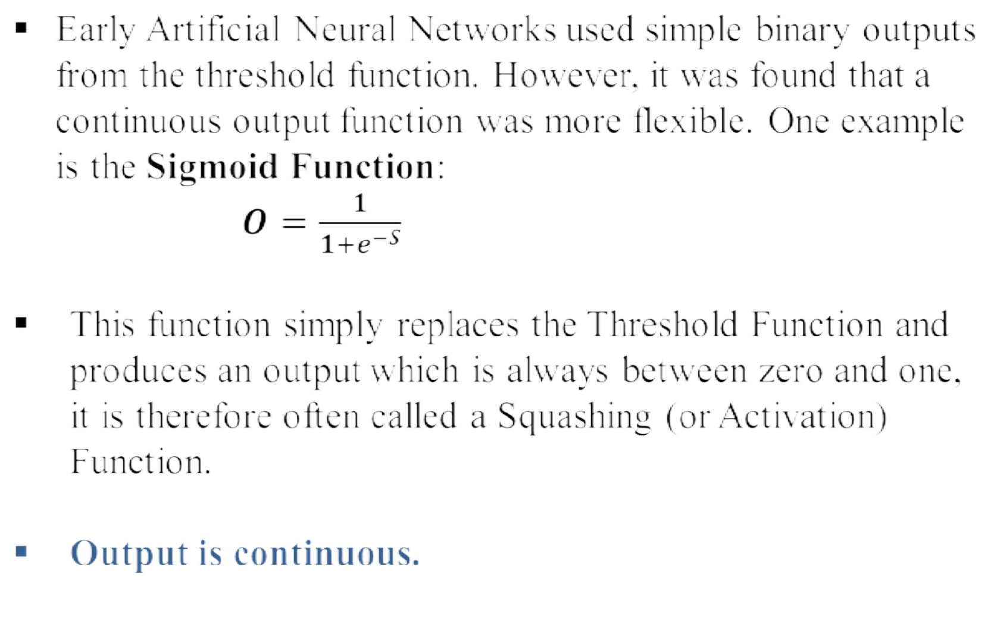 ▪ Early Artificial Neural Networks used simple binary outputs
from the threshold function. However, it was found that a
continuous output function was more flexible. One example
is the Sigmoid Function:
O = 1/(1+e^{-S})
▪ This function simply replaces the Threshold Function and
produces an output which is always between zero and one,
it is therefore often called a Squashing (or Activation)
Function.
▪ Output is continuous.